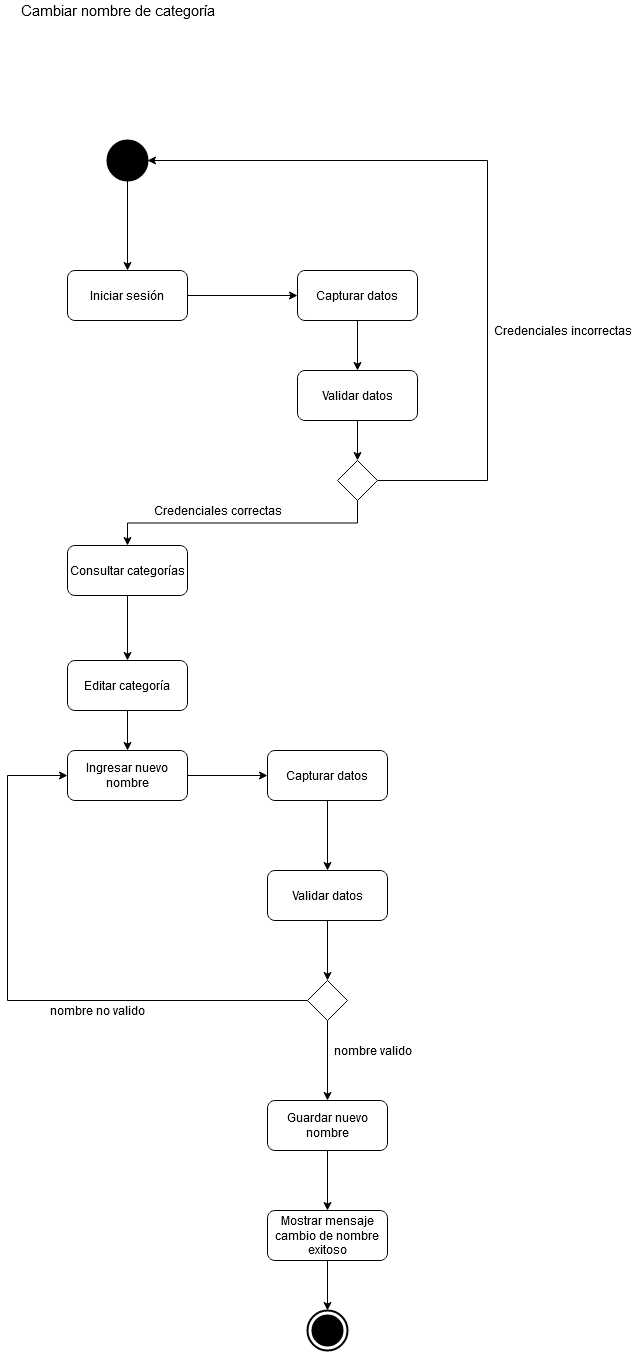 Cambiar nombre de categoría
Iniciar sesión
Capturar datos
Credenciales incorrectas
Validar datos
Credenciales correctas
Consultar categorías
Editar categoría
Ingresar nuevo
nombre
Capturar datos
Validar datos
nombre no valido
nombre valido
Guardar nuevo
nombre
Mostrar mensaje
cambio de nombre
exitoso